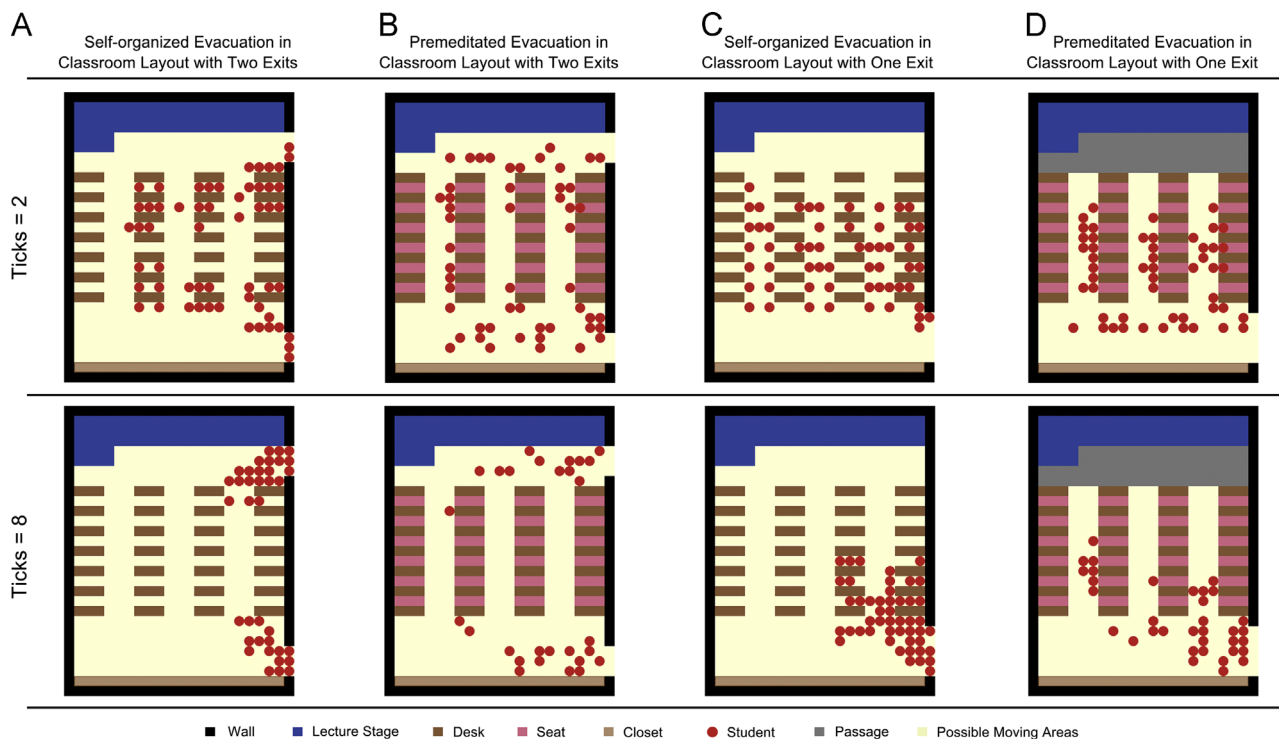 A
Self-organized Evacuation in
Classroom Layout with Two Exits
B
Premeditated Evacuation in
Classroom Layout with Two Exits
C
Self-organized Evacuation in
Classroom Layout with One Exit
D
Premeditated Evacuation in
Classroom Layout with One Exit
Ticks = 2
Ticks = 8
Wall
Lecture Stage
Desk
Seat
Closet
Student
Passage
Possible Moving Areas